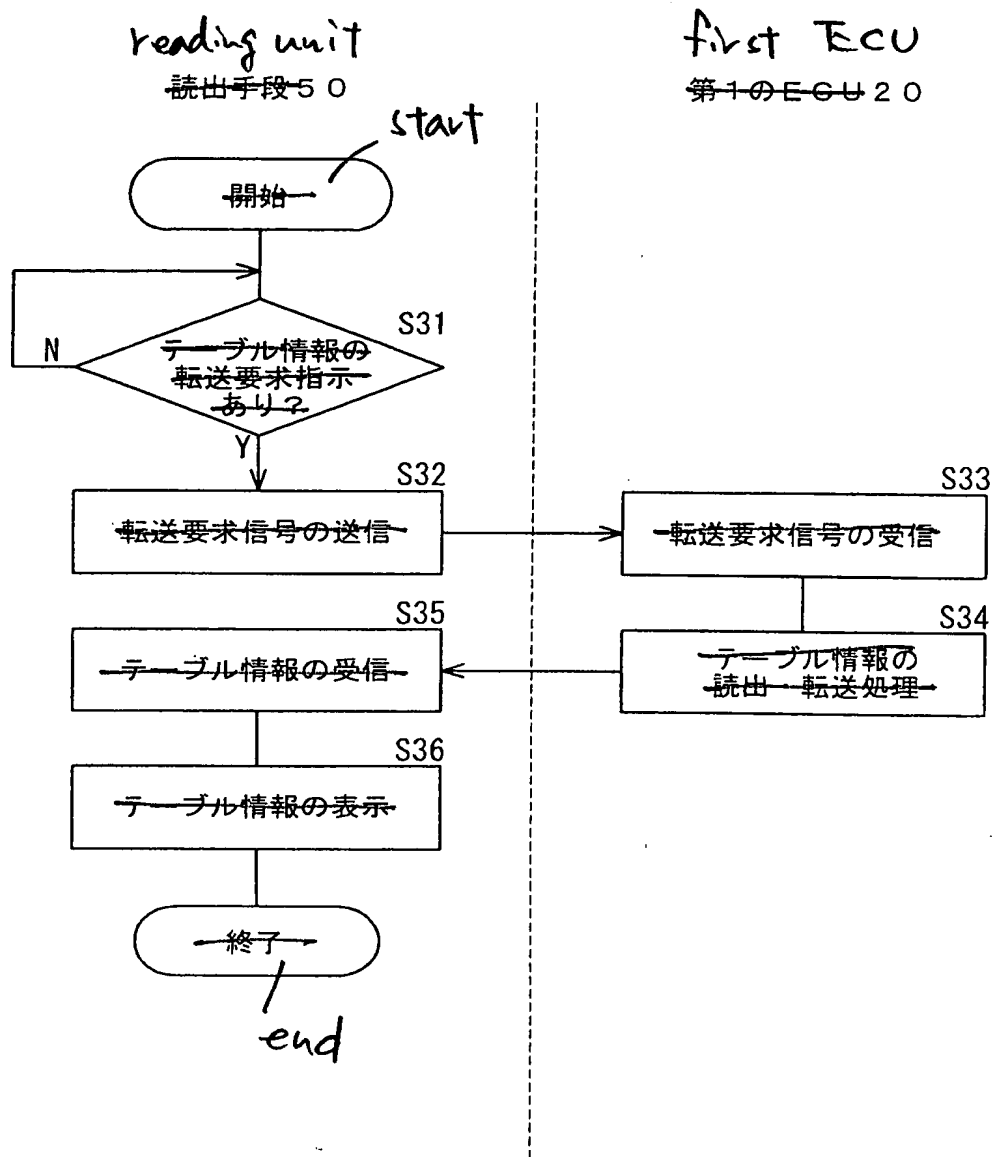 reading unit
読出手段50
first ECU
第1のECU20
start
開始
S31
N
テーブル情報の
転送要求指示
あり？
Y
S32
転送要求信号の送信
S33
転送要求信号の受信
S35
テーブル情報の受信
S34
テーブル情報の
読出・転送処理
S36
テーブル情報の表示
終了
end